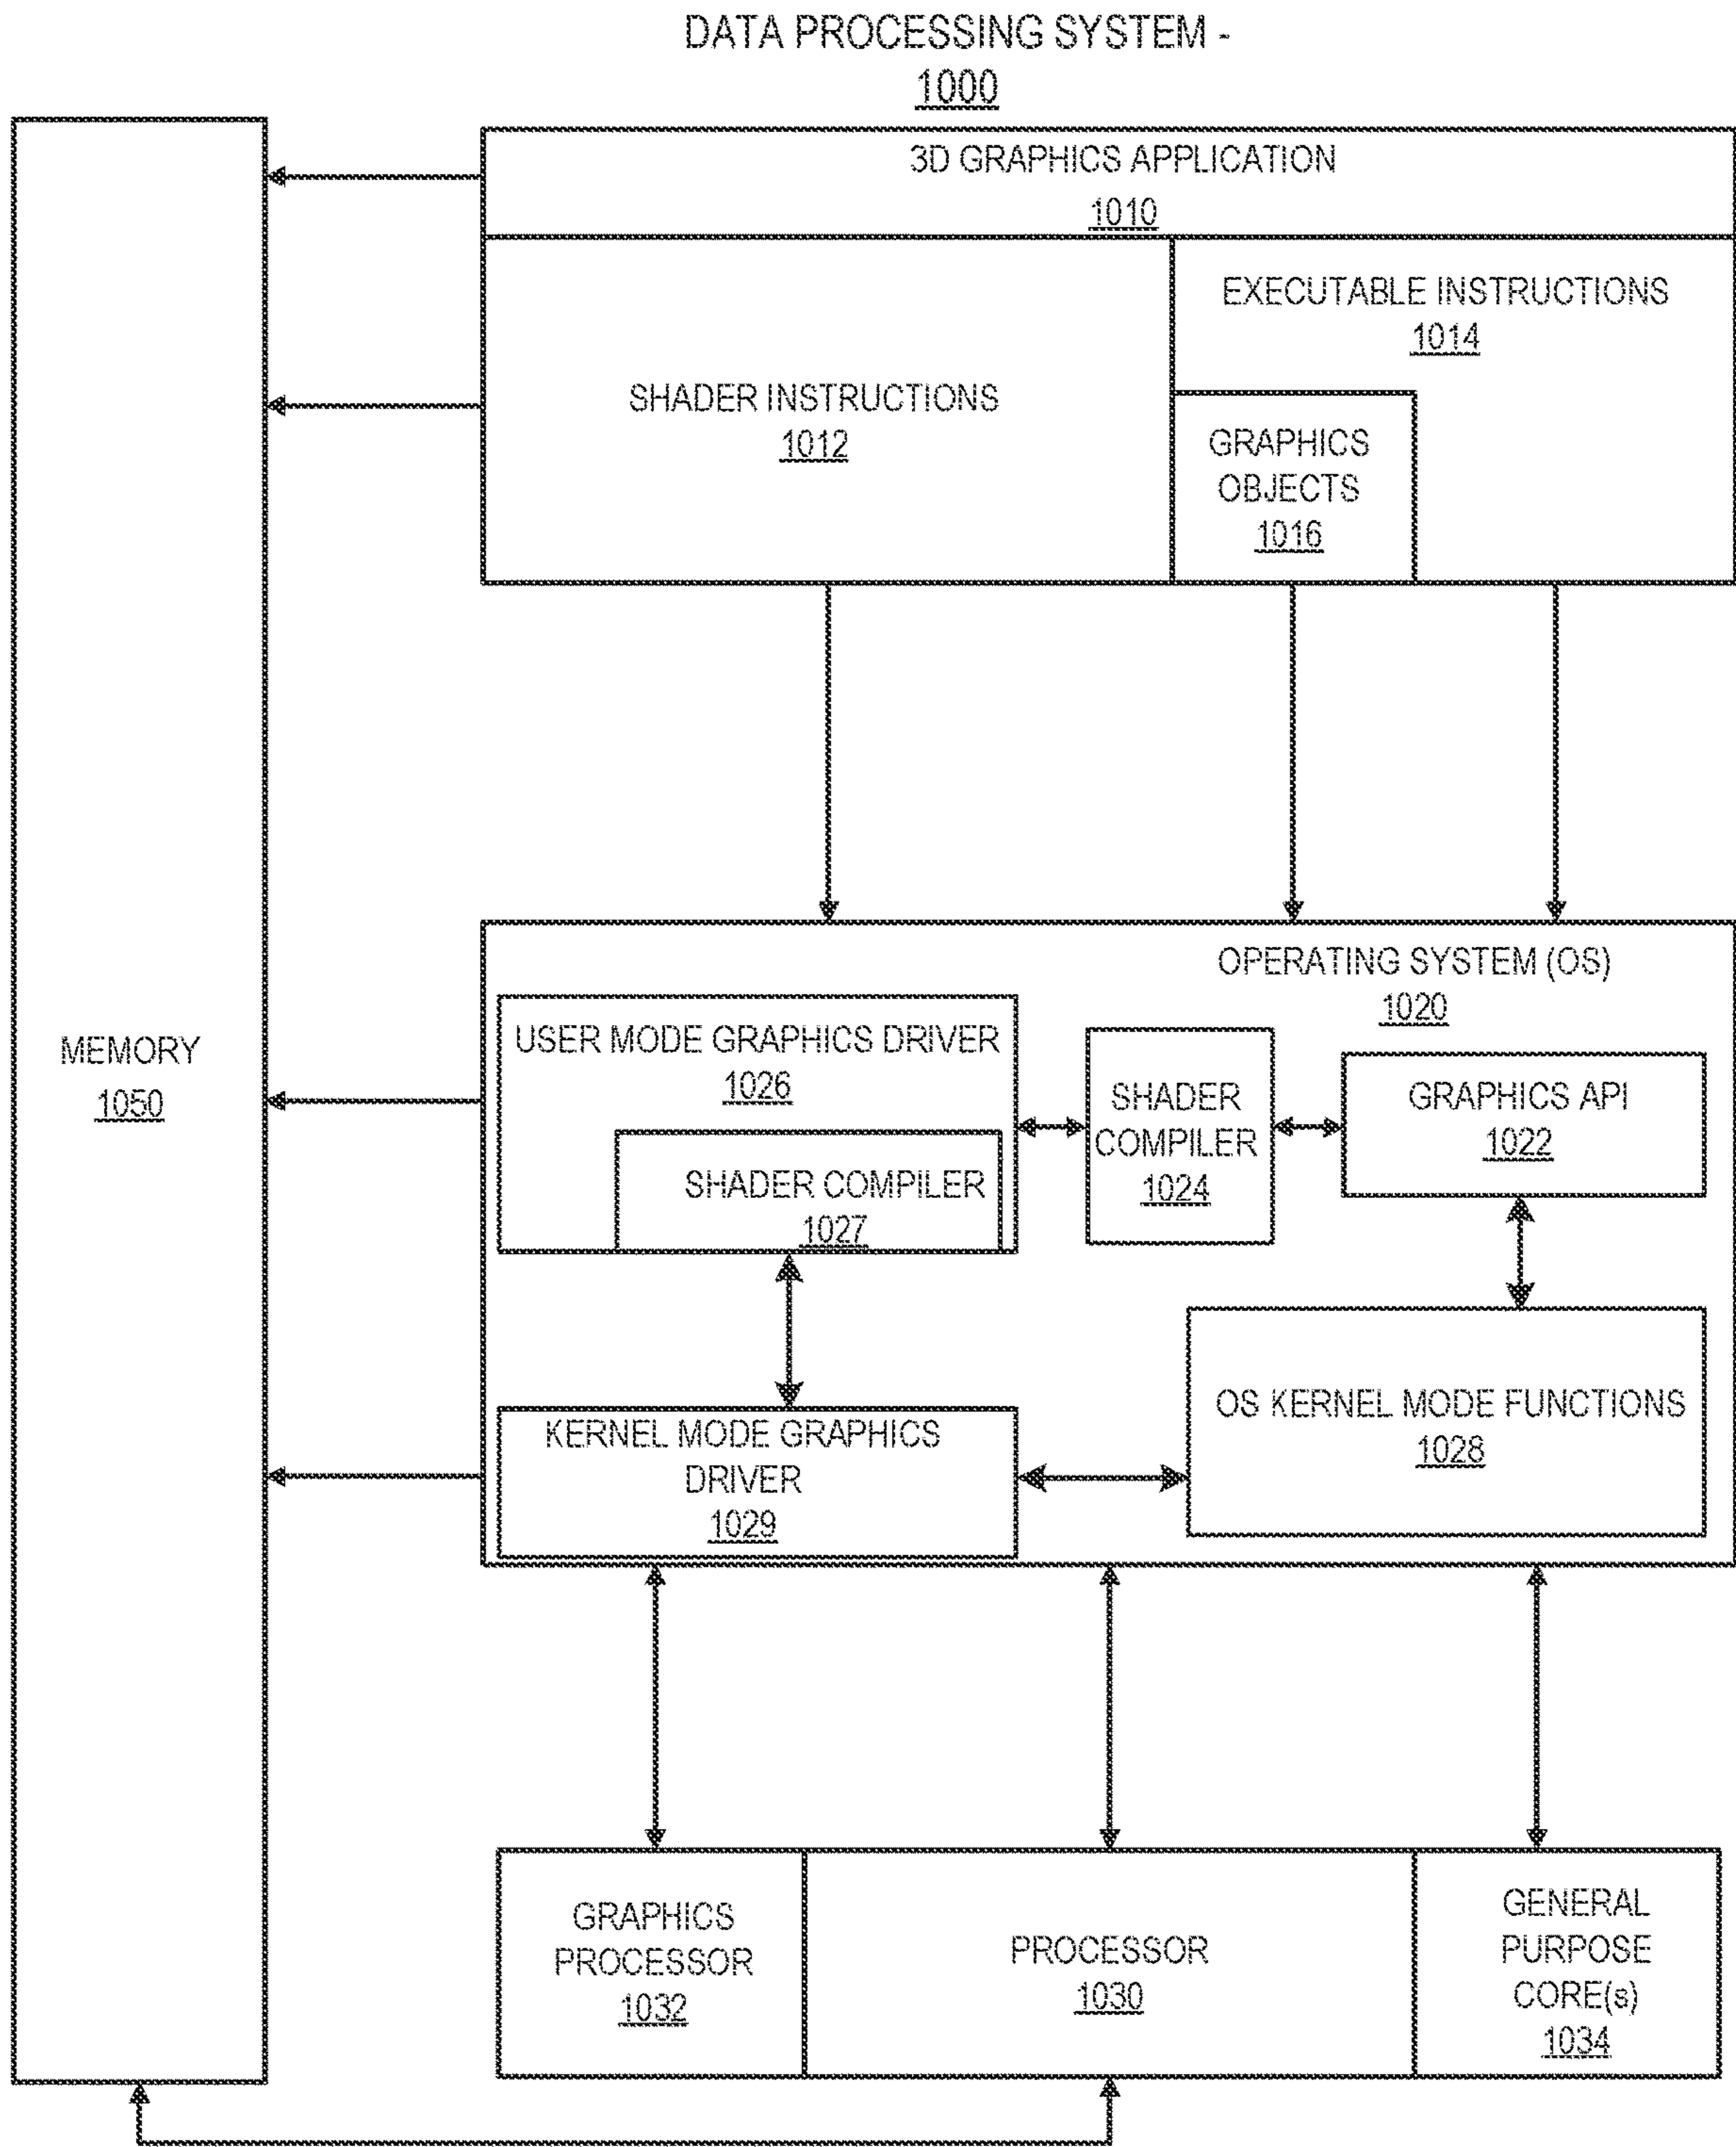 DATA PROCESSING SYSTEM -
1000
3D GRAPHICS APPLICATION
1010
SHADER INSTRUCTIONS
1012
EXECUTABLE INSTRUCTIONS
1014
GRAPHICS
OBJECTS
1016
MEMORY
1050
OPERATING SYSTEM (OS)
1020
USER MODE GRAPHICS DRIVER
1026
SHADER COMPILER
1027
SHADER
COMPILER
1024
GRAPHICS API
1022
KERNEL MODE GRAPHICS
DRIVER
1029
OS KERNEL MODE FUNCTIONS
1028
GRAPHICS
PROCESSOR
1032
PROCESSOR
1030
GENERAL
PURPOSE
CORE(s)
1034